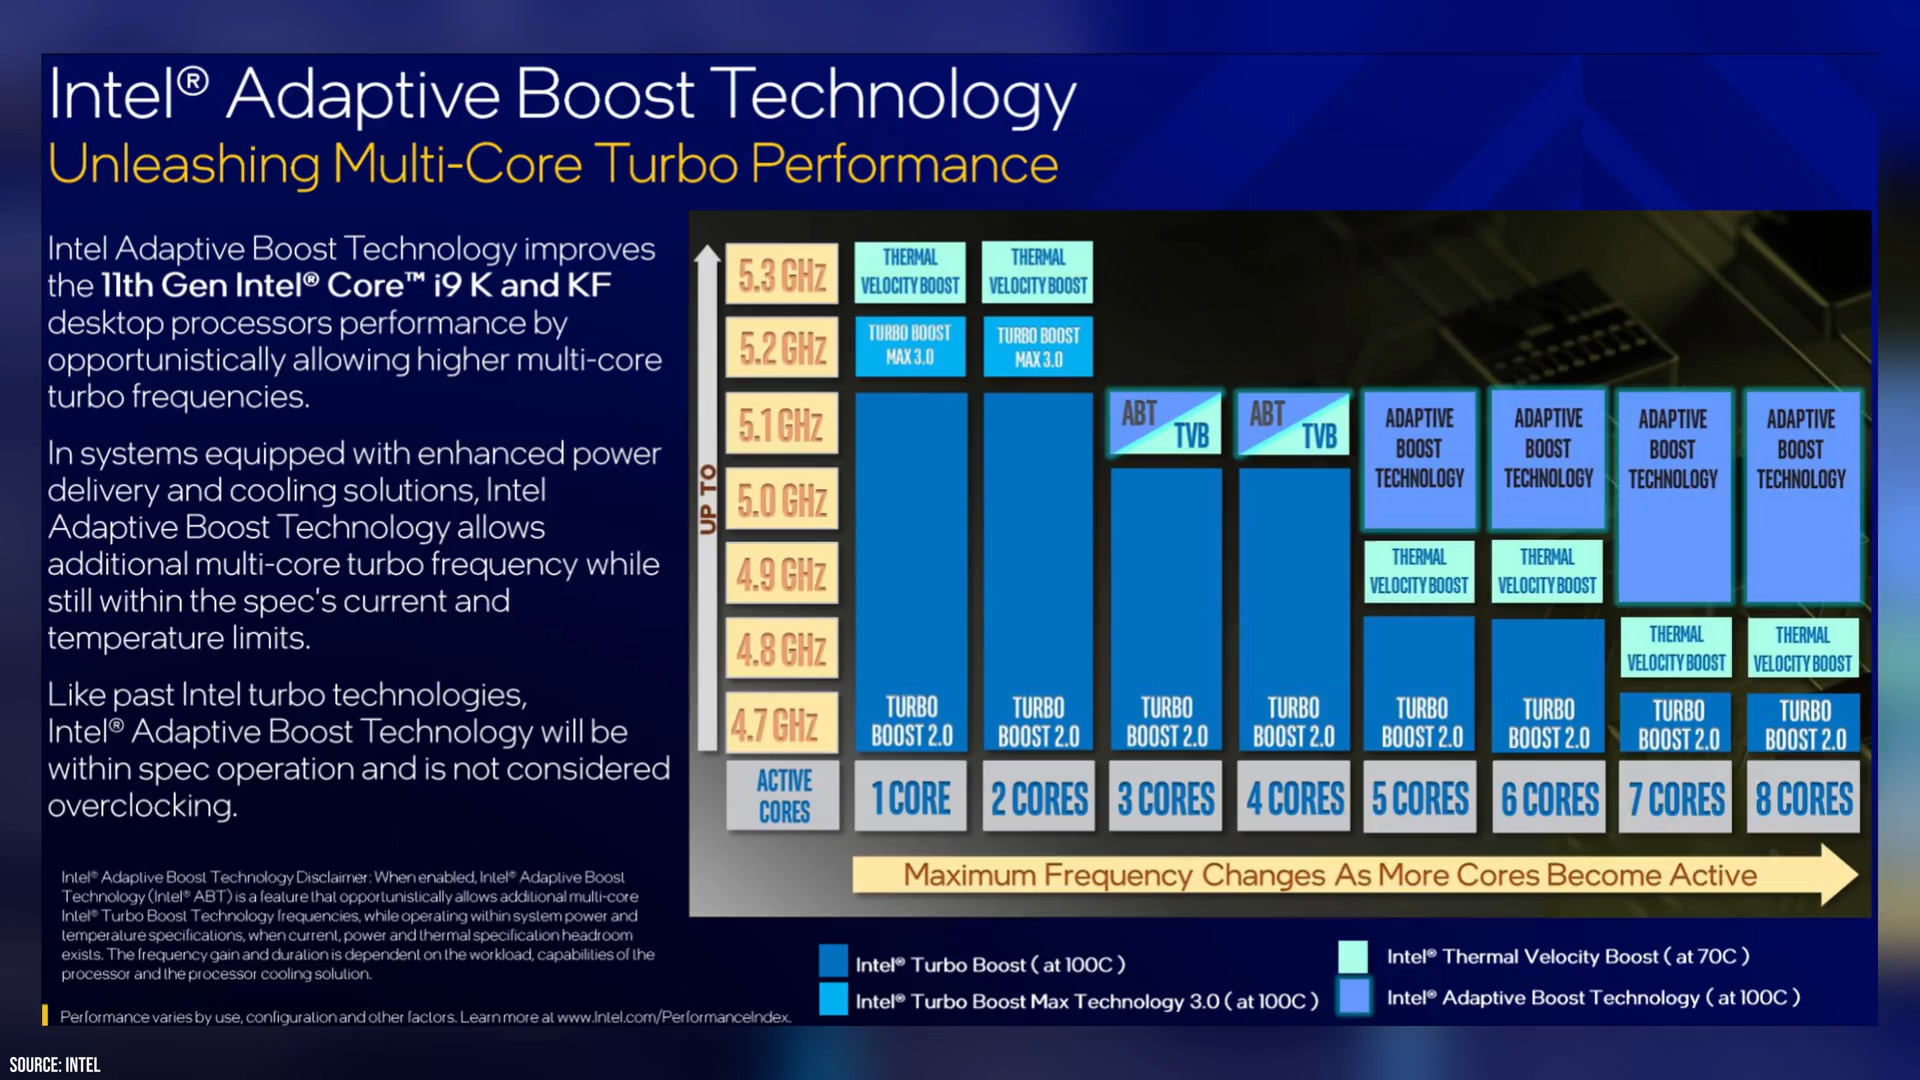 Intel® Adaptive Boost Technology
Unleashing Multi-Core Turbo Performance
Intel Adaptive Boost Technology improves
the 11th Gen Intel® Core™ i9 K and KF
desktop processors performance by
opportunistically allowing higher multi-core
turbo frequencies.
In systems equipped with enhanced power
delivery and cooling solutions, Intel
Adaptive Boost Technology allows
additional multi-core turbo frequency while
still within the spec's current and
temperature limits.
Like past Intel turbo technologies,
Intel® Adaptive Boost Technology will be
within spec operation and is not considered
overclocking.
Intel® Adaptive Boost Technology Disclaimer: When enabled, Intel® Adaptive Boost
Technology (Intel® ABT) is a feature that opportunistically allows additional multi-core
Intel® Turbo Boost Technology frequencies, while operating within system power and
temperature specifications, when current, power and thermal specification headroom
exists. The frequency gain and duration is dependent on the workload, capabilities of the
processor and the processor cooling solution.
Performance varies by use, configuration and other factors. Learn more at www.Intel.com/PerformanceIndex.
UP TO
5.3 GHz
THERMAL
VELOCITY BOOST
THERMAL
VELOCITY BOOST
5.2 GHz
TURBO BOOST
MAX 3.0
TURBO BOOST
MAX 3.0
5.1 GHz
ABT
TVB
ABT
TVB
ADAPTIVE
BOOST
TECHNOLOGY
ADAPTIVE
BOOST
TECHNOLOGY
ADAPTIVE
BOOST
TECHNOLOGY
ADAPTIVE
BOOST
TECHNOLOGY
5.0 GHz
4.9 GHz
THERMAL
VELOCITY BOOST
THERMAL
VELOCITY BOOST
4.8 GHz
THERMAL
VELOCITY BOOST
THERMAL
VELOCITY BOOST
4.7 GHz
TURBO
BOOST 2.0
TURBO
BOOST 2.0
TURBO
BOOST 2.0
TURBO
BOOST 2.0
TURBO
BOOST 2.0
TURBO
BOOST 2.0
TURBO
BOOST 2.0
TURBO
BOOST 2.0
ACTIVE
CORES
1 CORE
2 CORES
3 CORES
4 CORES
5 CORES
6 CORES
7 CORES
8 CORES
Maximum Frequency Changes As More Cores Become Active
Intel® Turbo Boost ( at 100C )
Intel® Turbo Boost Max Technology 3.0 ( at 100C )
Intel® Thermal Velocity Boost ( at 70C )
Intel® Adaptive Boost Technology ( at 100C )
SOURCE: INTEL